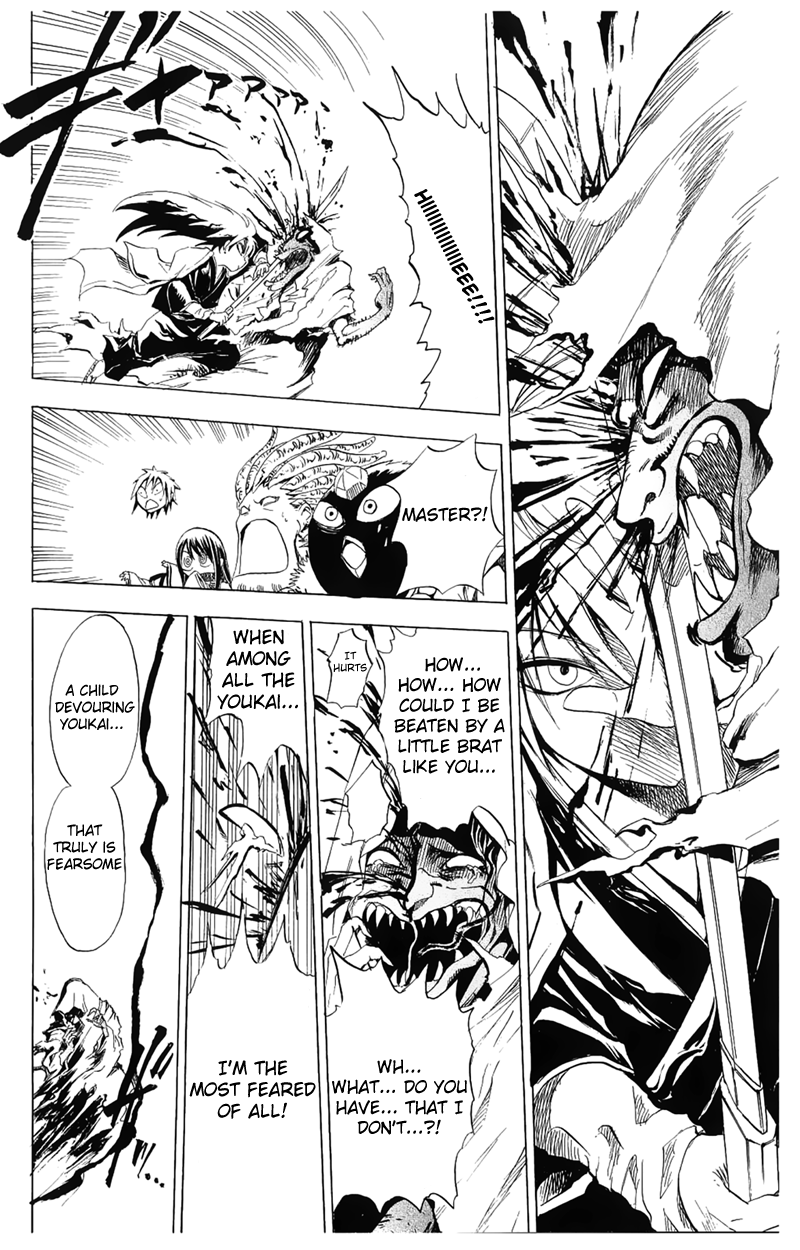 ギャアアアア
HIIIIIIIIIIIIEEE!!!!
MASTER?!
HOW...
HOW... HOW
COULD I BE
BEATEN BY A
LITTLE BRAT
LIKE YOU...
IT
HURTS
WH...
WHAT... DO YOU
HAVE... THAT I
DON'T...?!
WHEN
AMONG
ALL THE
YOUKAI...
I'M THE
MOST FEARED
OF ALL!
A CHILD
DEVOURING
YOUKAI...
THAT
TRULY IS
FEARSOME